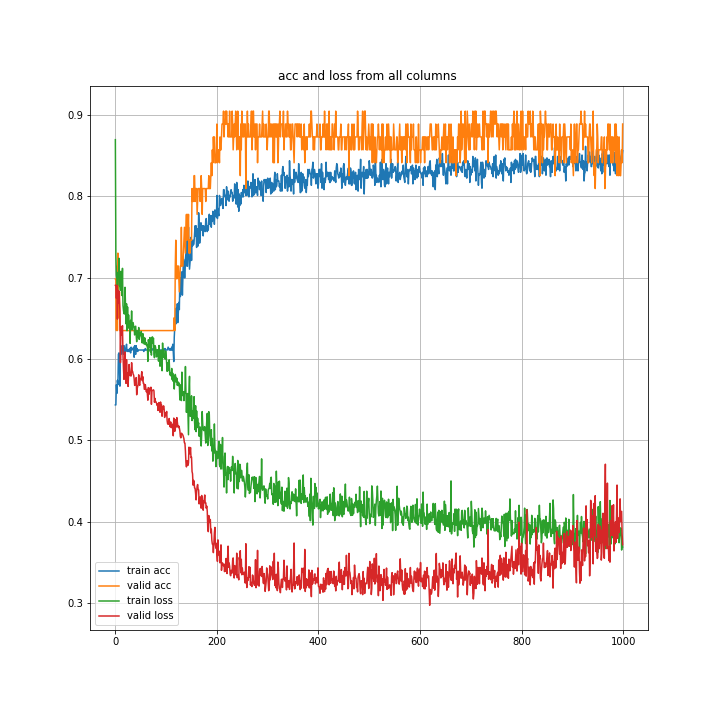 acc and loss from all columns
0.9
0.8
0.7
0.6
0.5
0.4
0.3
train acc
valid acc
train loss
valid loss
0 200 400 600 800 1000